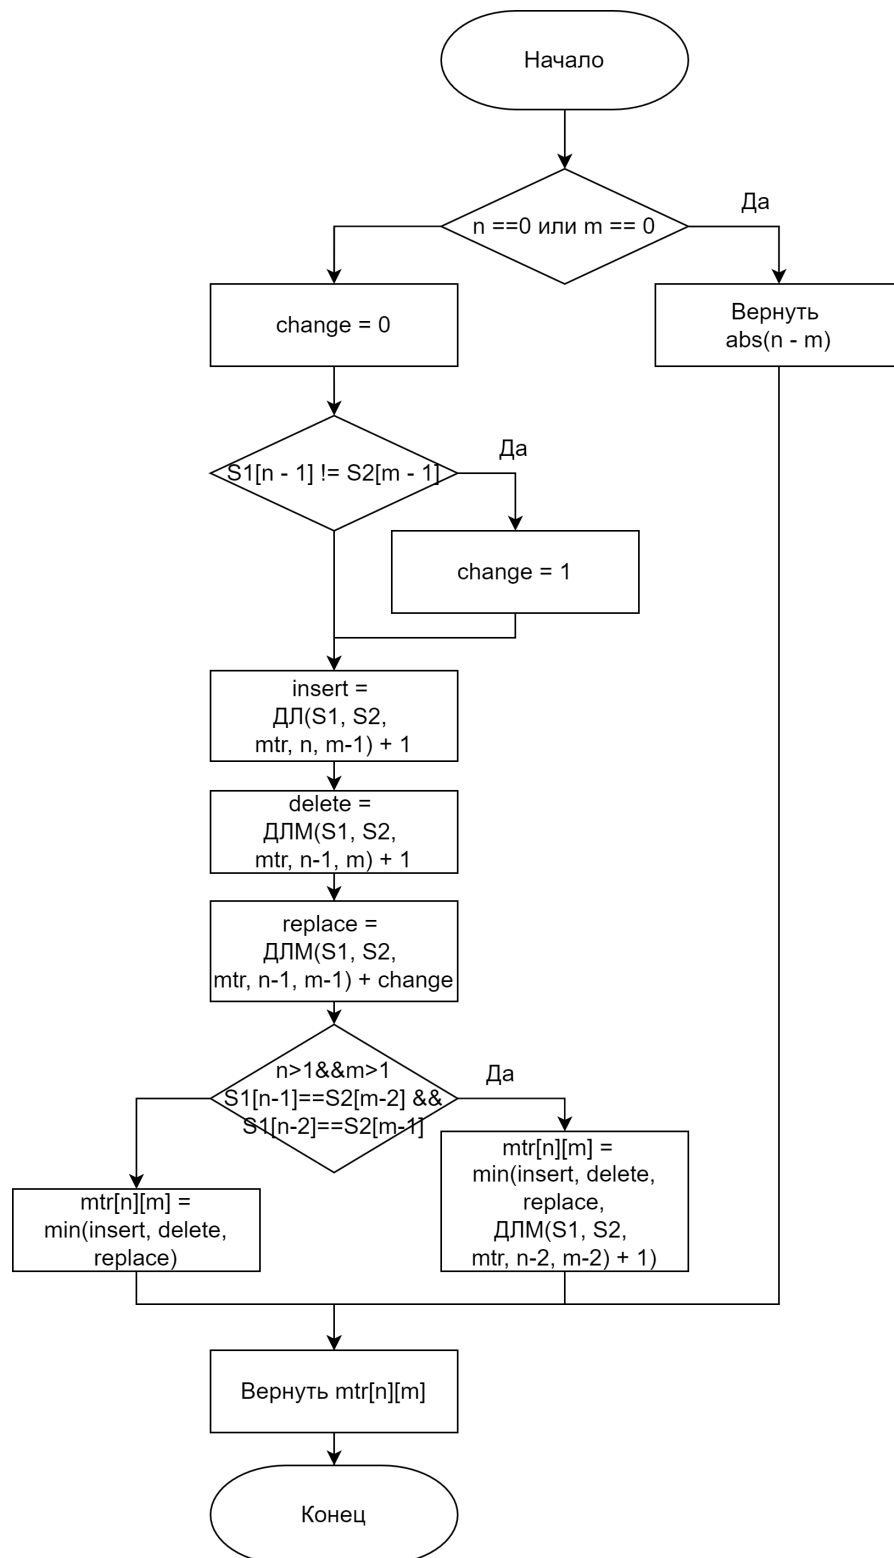 Начало
n ==0 или m == 0
Да
change = 0
Вернуть
abs(n - m)
S1[n - 1] != S2[m - 1]
Да
change = 1
insert =
ДЛ(S1, S2,
mtr, n, m-1) + 1
delete =
ДЛМ(S1, S2,
mtr, n-1, m) + 1
replace =
ДЛМ(S1, S2,
mtr, n-1, m-1) + change
n>1&&m>1
S1[n-1]==S2[m-2] &&
S1[n-2]==S2[m-1]
Да
mtr[n][m] =
min(insert, delete,
replace)
mtr[n][m] =
min(insert, delete,
replace,
ДЛМ(S1, S2,
mtr, n-2, m-2) + 1)
Вернуть mtr[n][m]
Конец